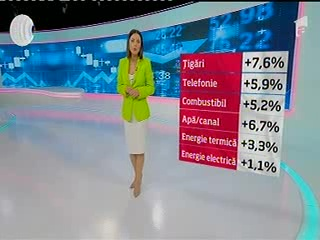 Țigări +7,6%
Telefonie +5,9%
Combustibil +5,2%
Apă/canal +6,7%
Energie termică +3,3%
Energie electrică +1,1%